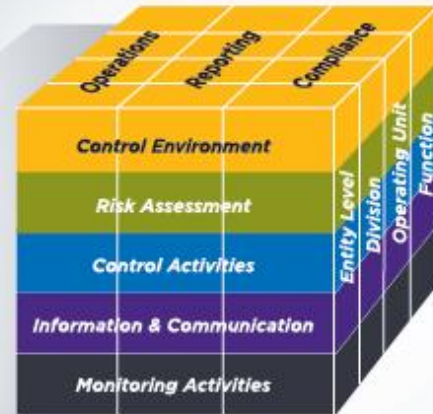 Operations
Reporting
Compliance
Control Environment
Risk Assessment
Control Activities
Information & Communication
Monitoring Activities
Entity Level
Division
Operating Unit
Function